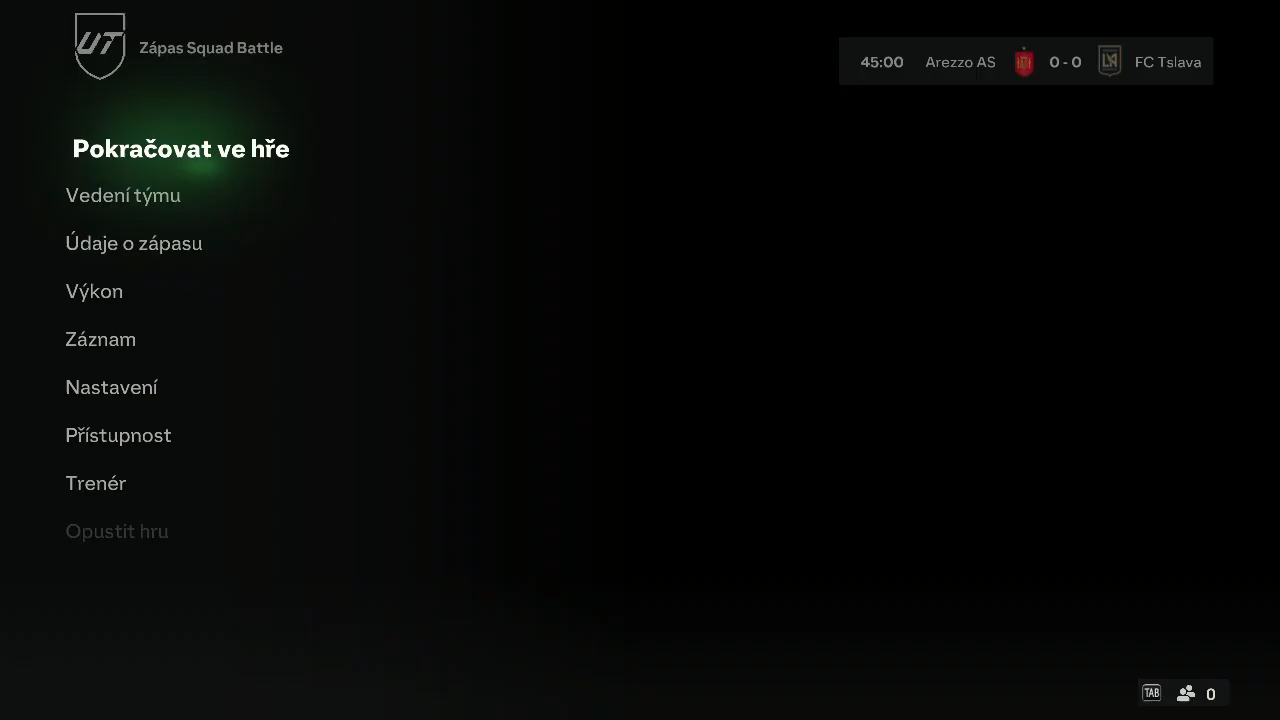 UT
Zápas Squad Battle
45:00 Arezzo AS 0 - 0 LA FC Tslava
Pokračovat ve hře
Vedení týmu
Údaje o zápasu
Výkon
Záznam
Nastavení
Přístupnost
Trenér
Opustit hru
TAB 0